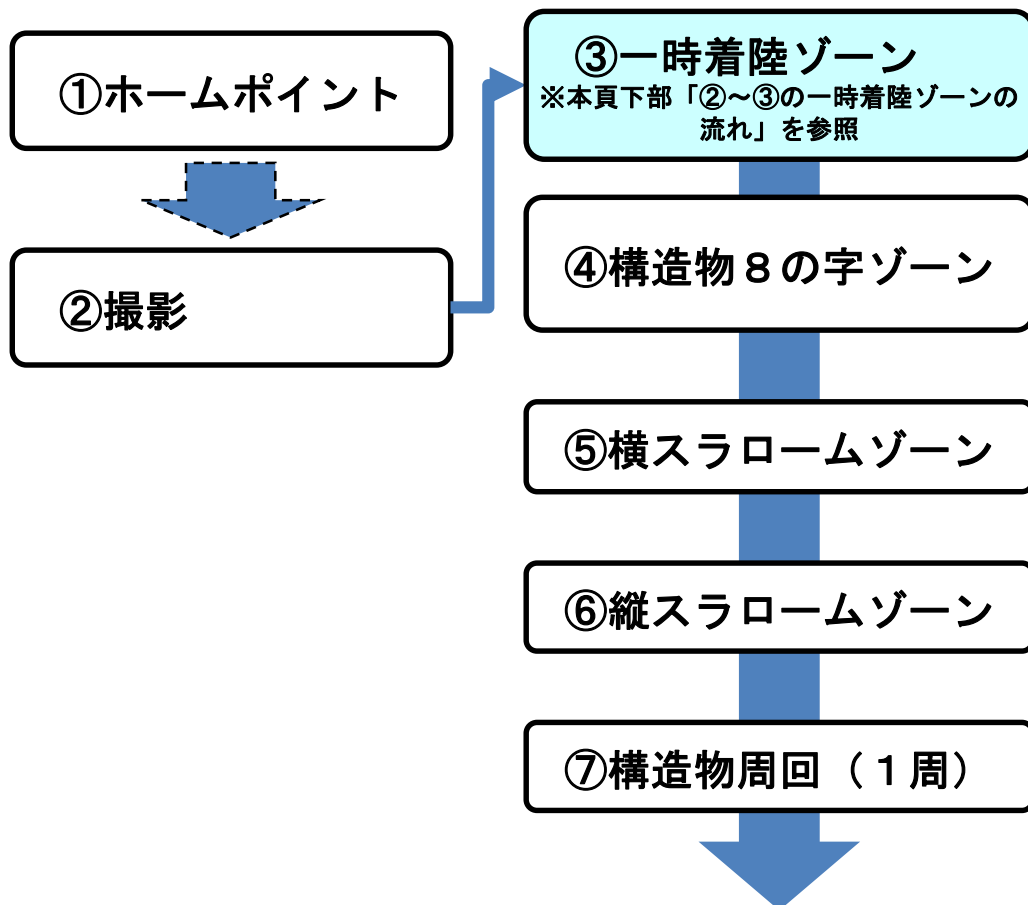 ①ホームポイント
②撮影
③一時着陸ゾーン
※本頁下部「②～③の一時着陸ゾーンの
流れ」を参照
④構造物８の字ゾーン
⑤横スラロームゾーン
⑥縦スラロームゾーン
⑦構造物周回（１周）